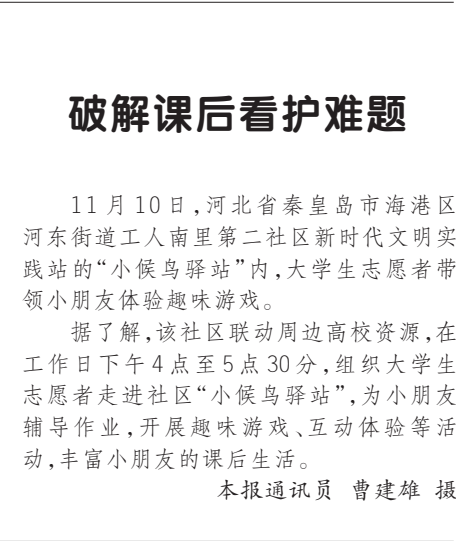 破解课后看护难题
11月10日,河北省秦皇岛市海港区
河东街道工人南里第二社区新时代文明实
践站的“小候鸟驿站”内,大学生志愿者带
领小朋友体验趣味游戏。
据了解,该社区联动周边高校资源,在
工作日下午4点至5点30分,组织大学生
志愿者走进社区“小候鸟驿站”,为小朋友
辅导作业,开展趣味游戏、互动体验等活
动,丰富小朋友的课后生活。
本报通讯员 曹建雄 摄